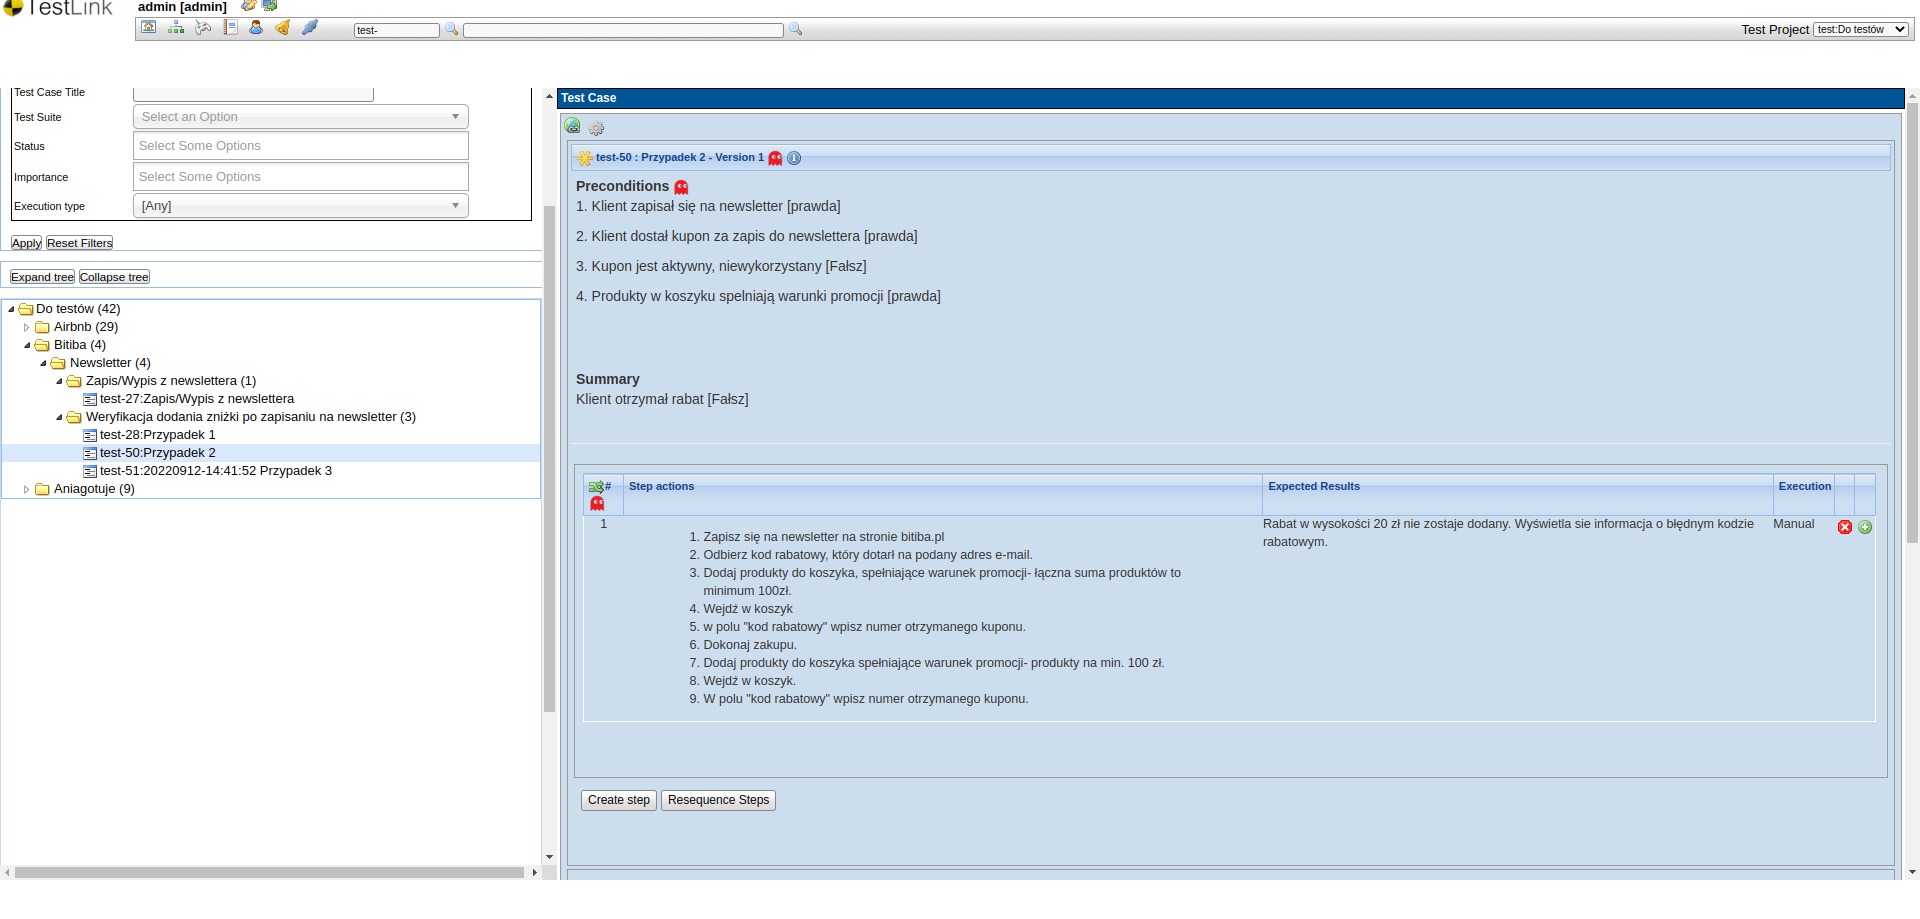 TestLink
admin [admin]
test-
Test Project test:Do testów
Test Case Title
Test Suite Select an Option
Status Select Some Options
Importance Select Some Options
Execution type [Any]
Apply Reset Filters
Expand tree Collapse tree
Do testów (42)
Airbnb (29)
Bitiba (4)
Newsletter (4)
Zapis/Wypis z newslettera (1)
test-27:Zapis/Wypis z newslettera
Weryfikacja dodania zniżki po zapisaniu na newsletter (3)
test-28:Przypadek 1
test-50:Przypadek 2
test-51:20220912-14:41:52 Przypadek 3
Aniagotuje (9)
Test Case
test-50 : Przypadek 2 - Version 1
Preconditions
1. Klient zapisał się na newsletter [prawda]
2. Klient dostał kupon za zapis do newslettera [prawda]
3. Kupon jest aktywny, niewykorzystany [Fałsz]
4. Produkty w koszyku spelniają warunki promocji [prawda]
Summary
Klient otrzymał rabat [Fałsz]
# Step actions Expected Results Execution
1
1. Zapisz się na newsletter na stronie bitiba.pl
2. Odbierz kod rabatowy, który dotarł na podany adres e-mail.
3. Dodaj produkty do koszyka, spełniające warunek promocji- łączna suma produktów to
minimum 100zł.
4. Wejdź w koszyk
5. w polu "kod rabatowy" wpisz numer otrzymanego kuponu.
6. Dokonaj zakupu.
7. Dodaj produkty do koszyka spełniające warunek promocji- produkty na min. 100 zł.
8. Wejdź w koszyk.
9. W polu "kod rabatowy" wpisz numer otrzymanego kuponu.
Rabat w wysokości 20 zł nie zostaje dodany. Wyświetla sie informacja o błędnym kodzie
rabatowym.
Manual
Create step Resequence Steps